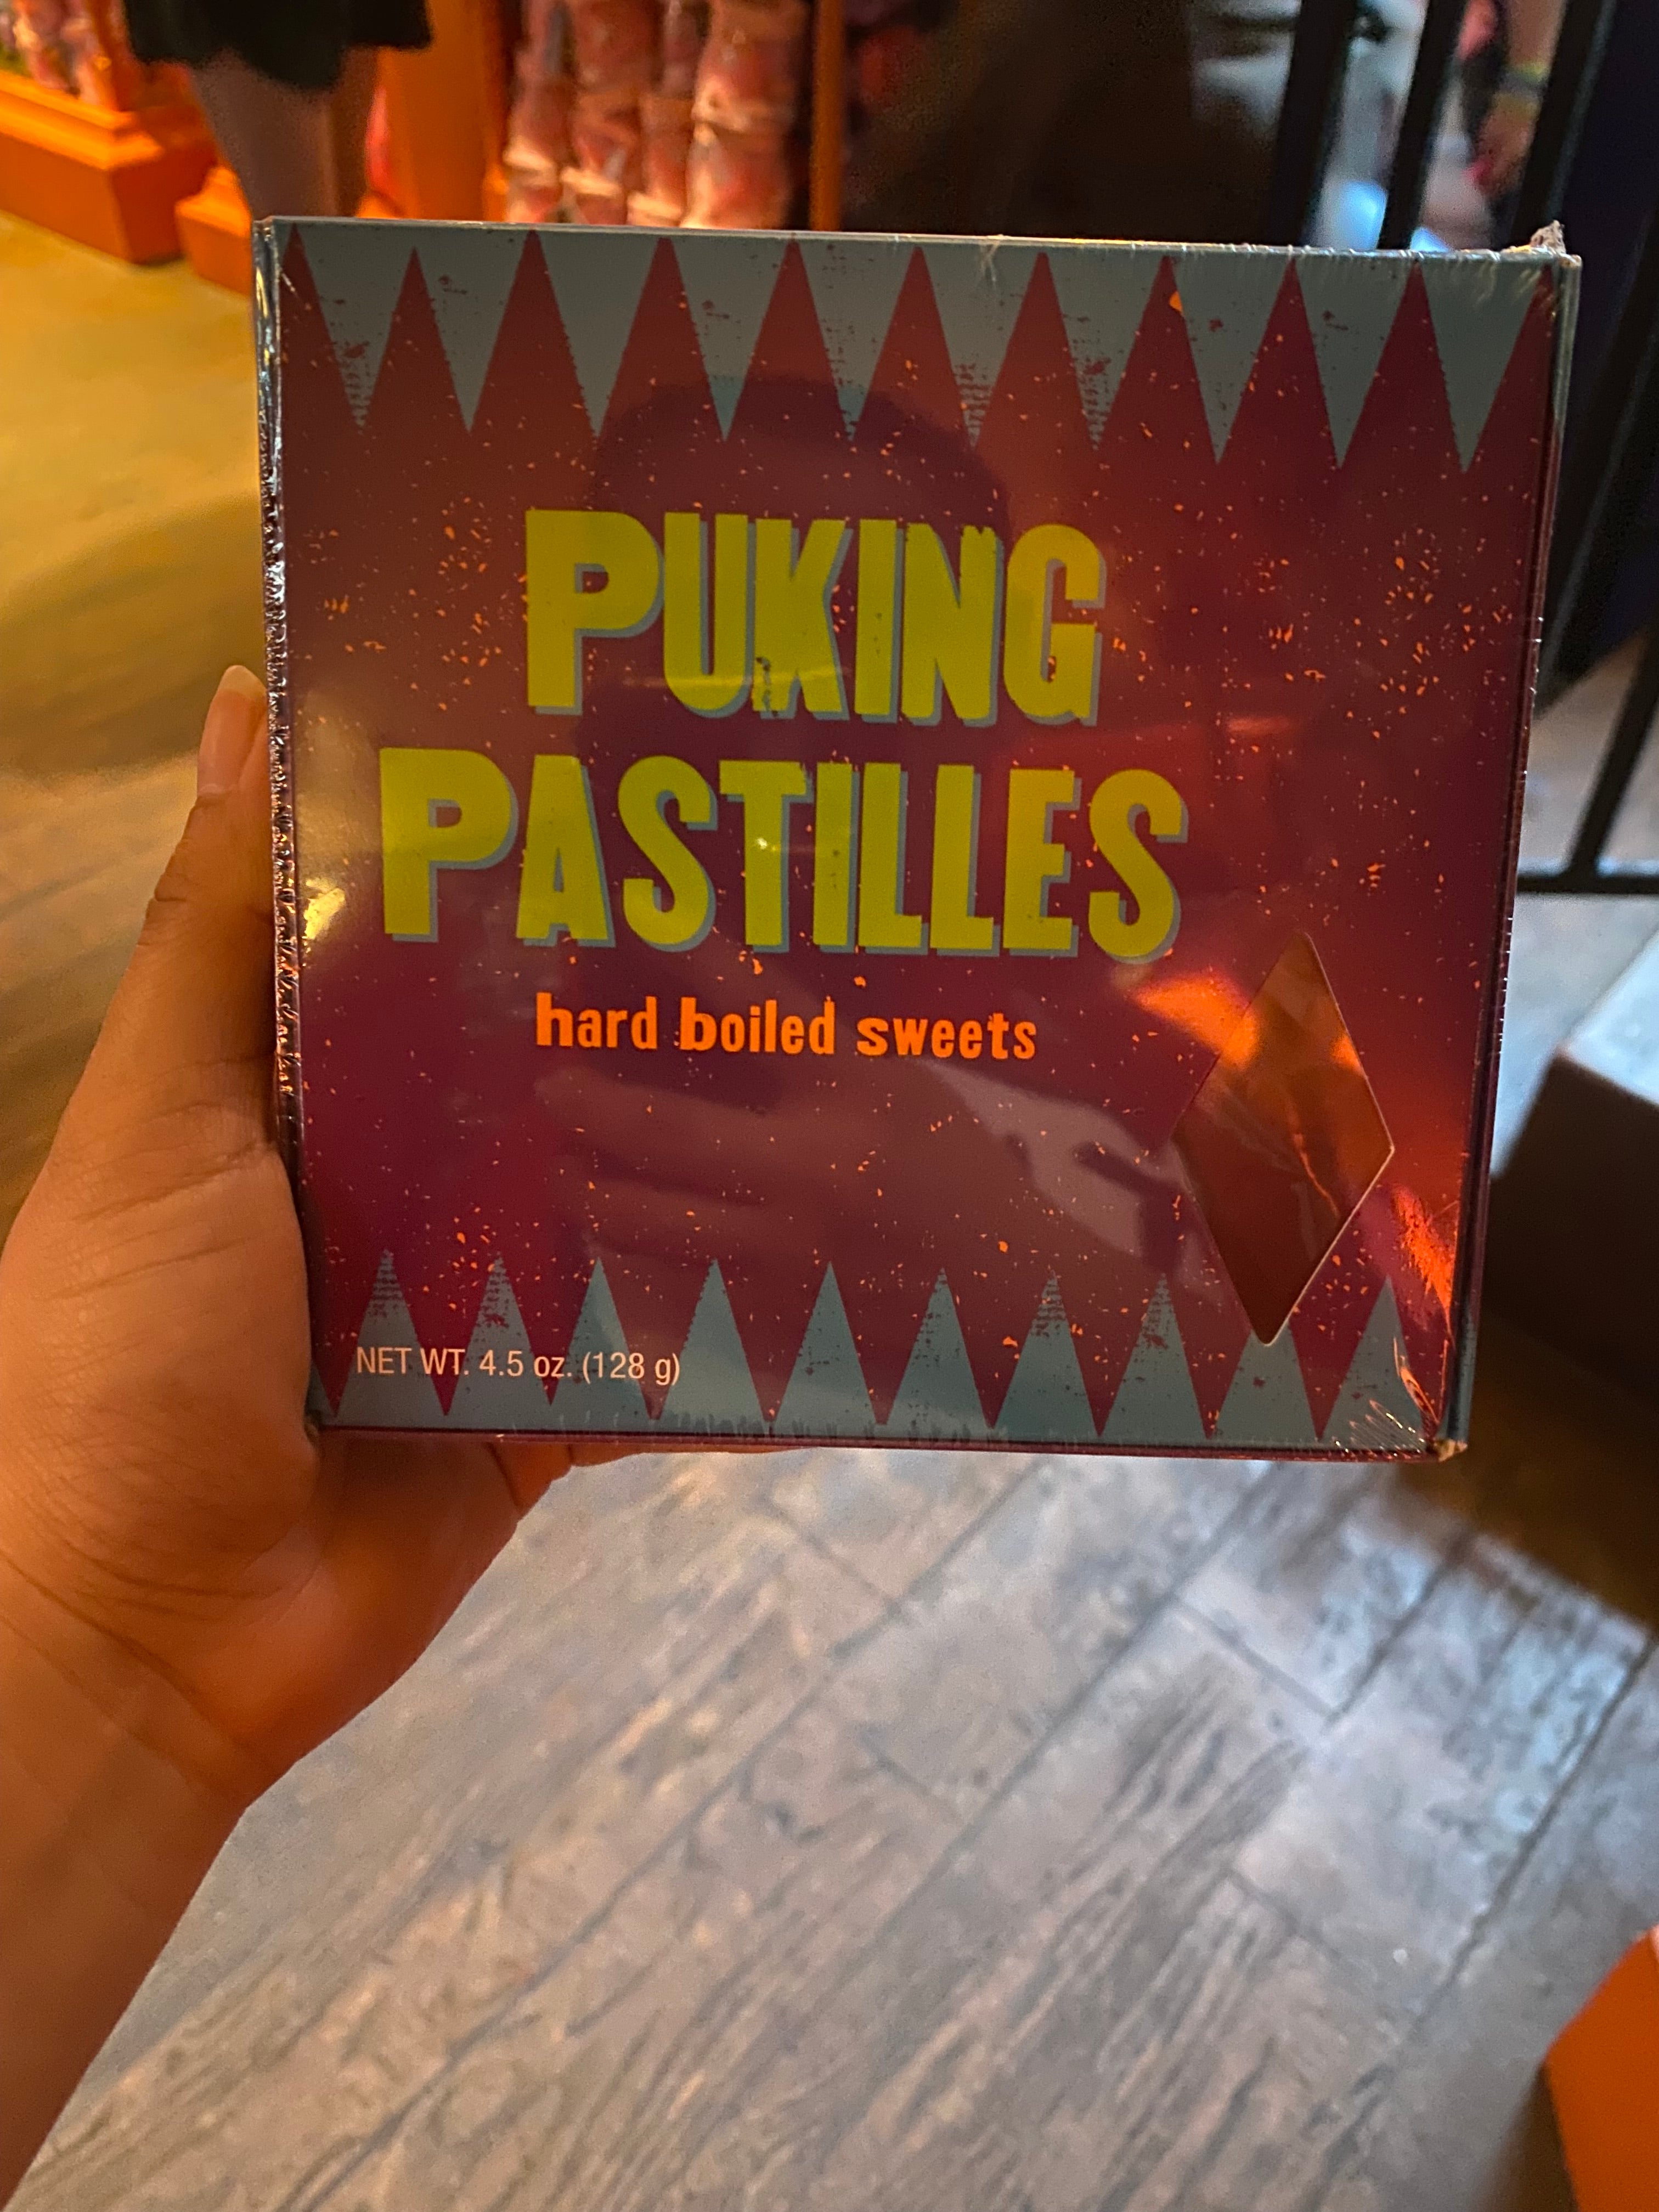 PUKING
PASTILLES
hard boiled sweets
NET WT. 4.5 oz. (128 g)